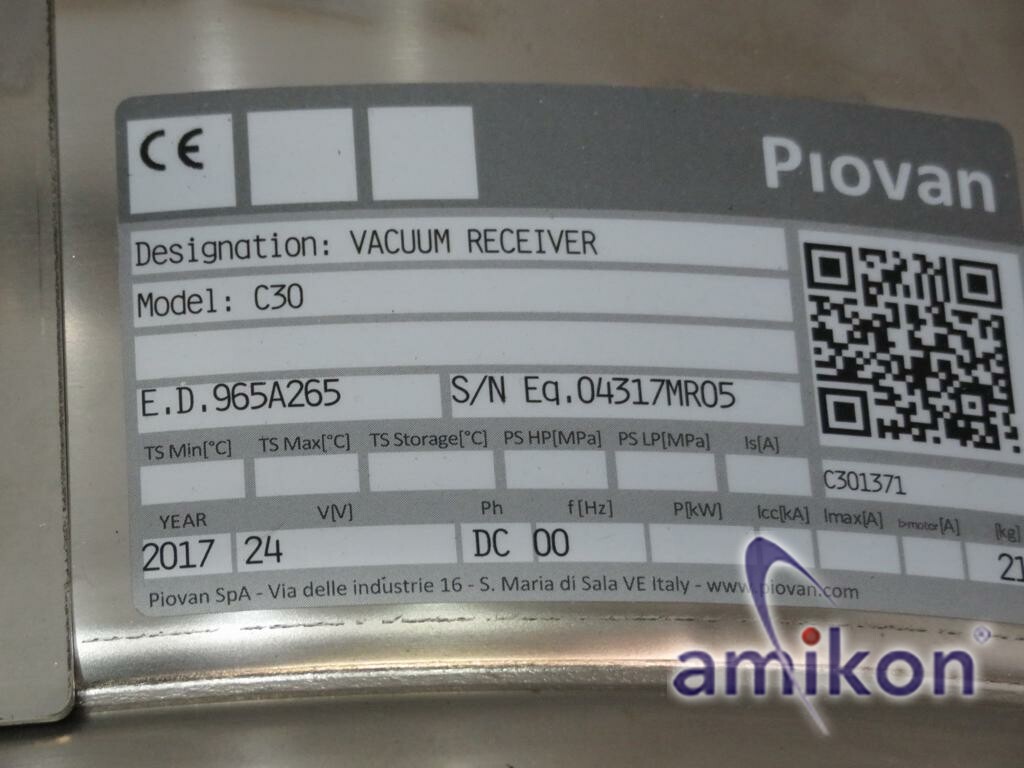 CE
Piovan
Designation: VACUUM RECEIVER
Model: C30
E.D.965A265 S/N Eq.04317MR05
TS Min[°C] TS Max[°C] TS Storage[°C] PS HP[MPa] PS LP[MPa] Is[A]
C301371
YEAR V[V] Ph f[Hz] P[kW] Icc[kA] Imax[A] I>motor[A] [kg]
2017 24 DC 00 21
Piovan SpA - Via delle industrie 16 - S. Maria di Sala VE Italy - www.piovan.com
amikon®